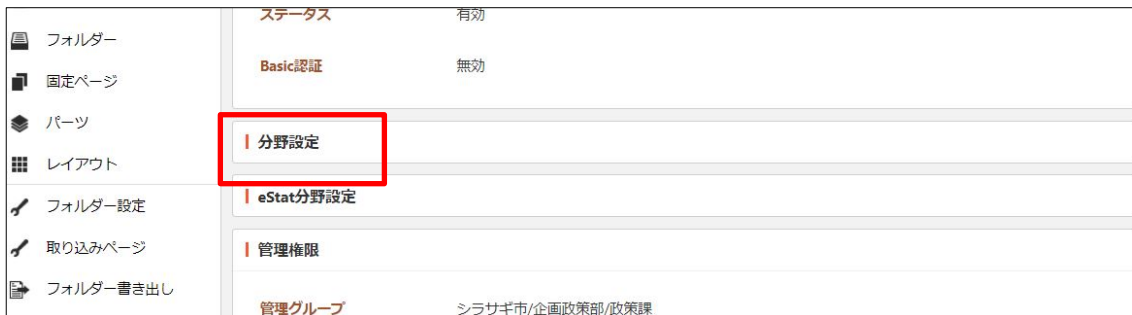 ステータス 有効
フォルダー
Basic認証 無効
固定ページ
パーツ
分野設定
レイアウト
eStat分野設定
フォルダー設定
取り込みページ
管理権限
フォルダー書き出し
管理グループ シラサギ市/企画政策部/政策課